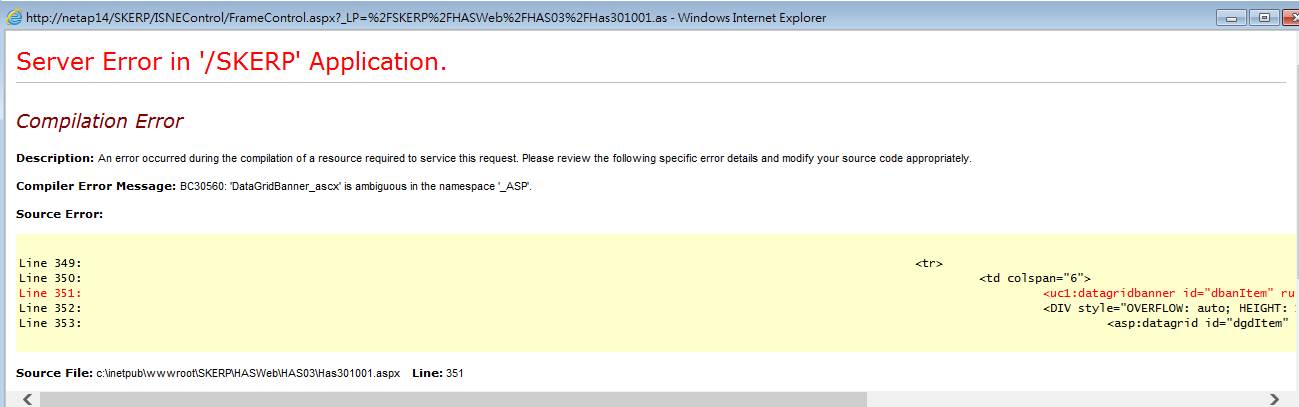 http://netap14/SKERP/ISNEControl/FrameControl.aspx?_LP=%2FSKERP%2FHASWeb%2FHAS03%2FHas301001.as - Windows Internet Explorer
Server Error in '/SKERP' Application.
Compilation Error
Description: An error occurred during the compilation of a resource required to service this request. Please review the following specific error details and modify your source code appropriately.
Compiler Error Message: BC30560: 'DataGridBanner_ascx' is ambiguous in the namespace '_ASP'.
Source Error:
Line 349: <tr>
Line 350: <td colspan="6">
Line 351: <uc1:datagridbanner id="dbanItem" ru
Line 352: <DIV style="OVERFLOW: auto; HEIGHT:
Line 353: <asp:datagrid id="dgdItem"
Source File: c:\inetpub\wwwroot\SKERP\HASWeb\HAS03\Has301001.aspx Line: 351